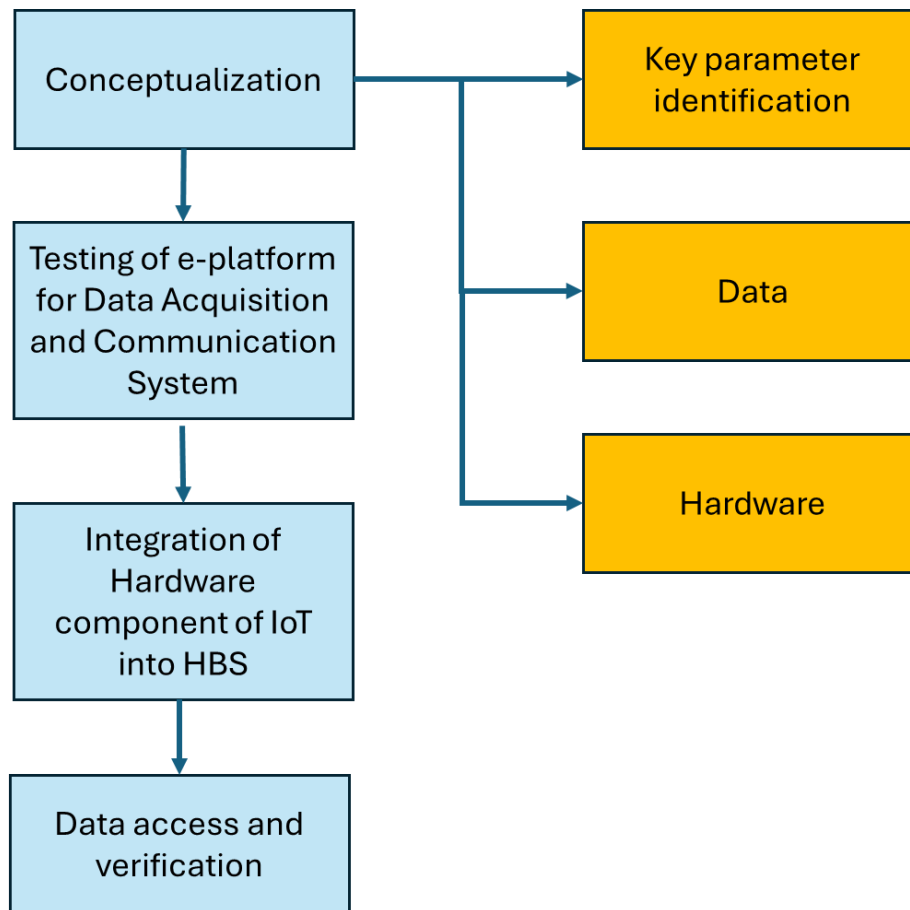 Conceptualization
Key parameter
identification
Testing of e-platform
for Data Acquisition
and Communication
System
Data
Hardware
Integration of
Hardware
component of IoT
into HBS
Data access and
verification